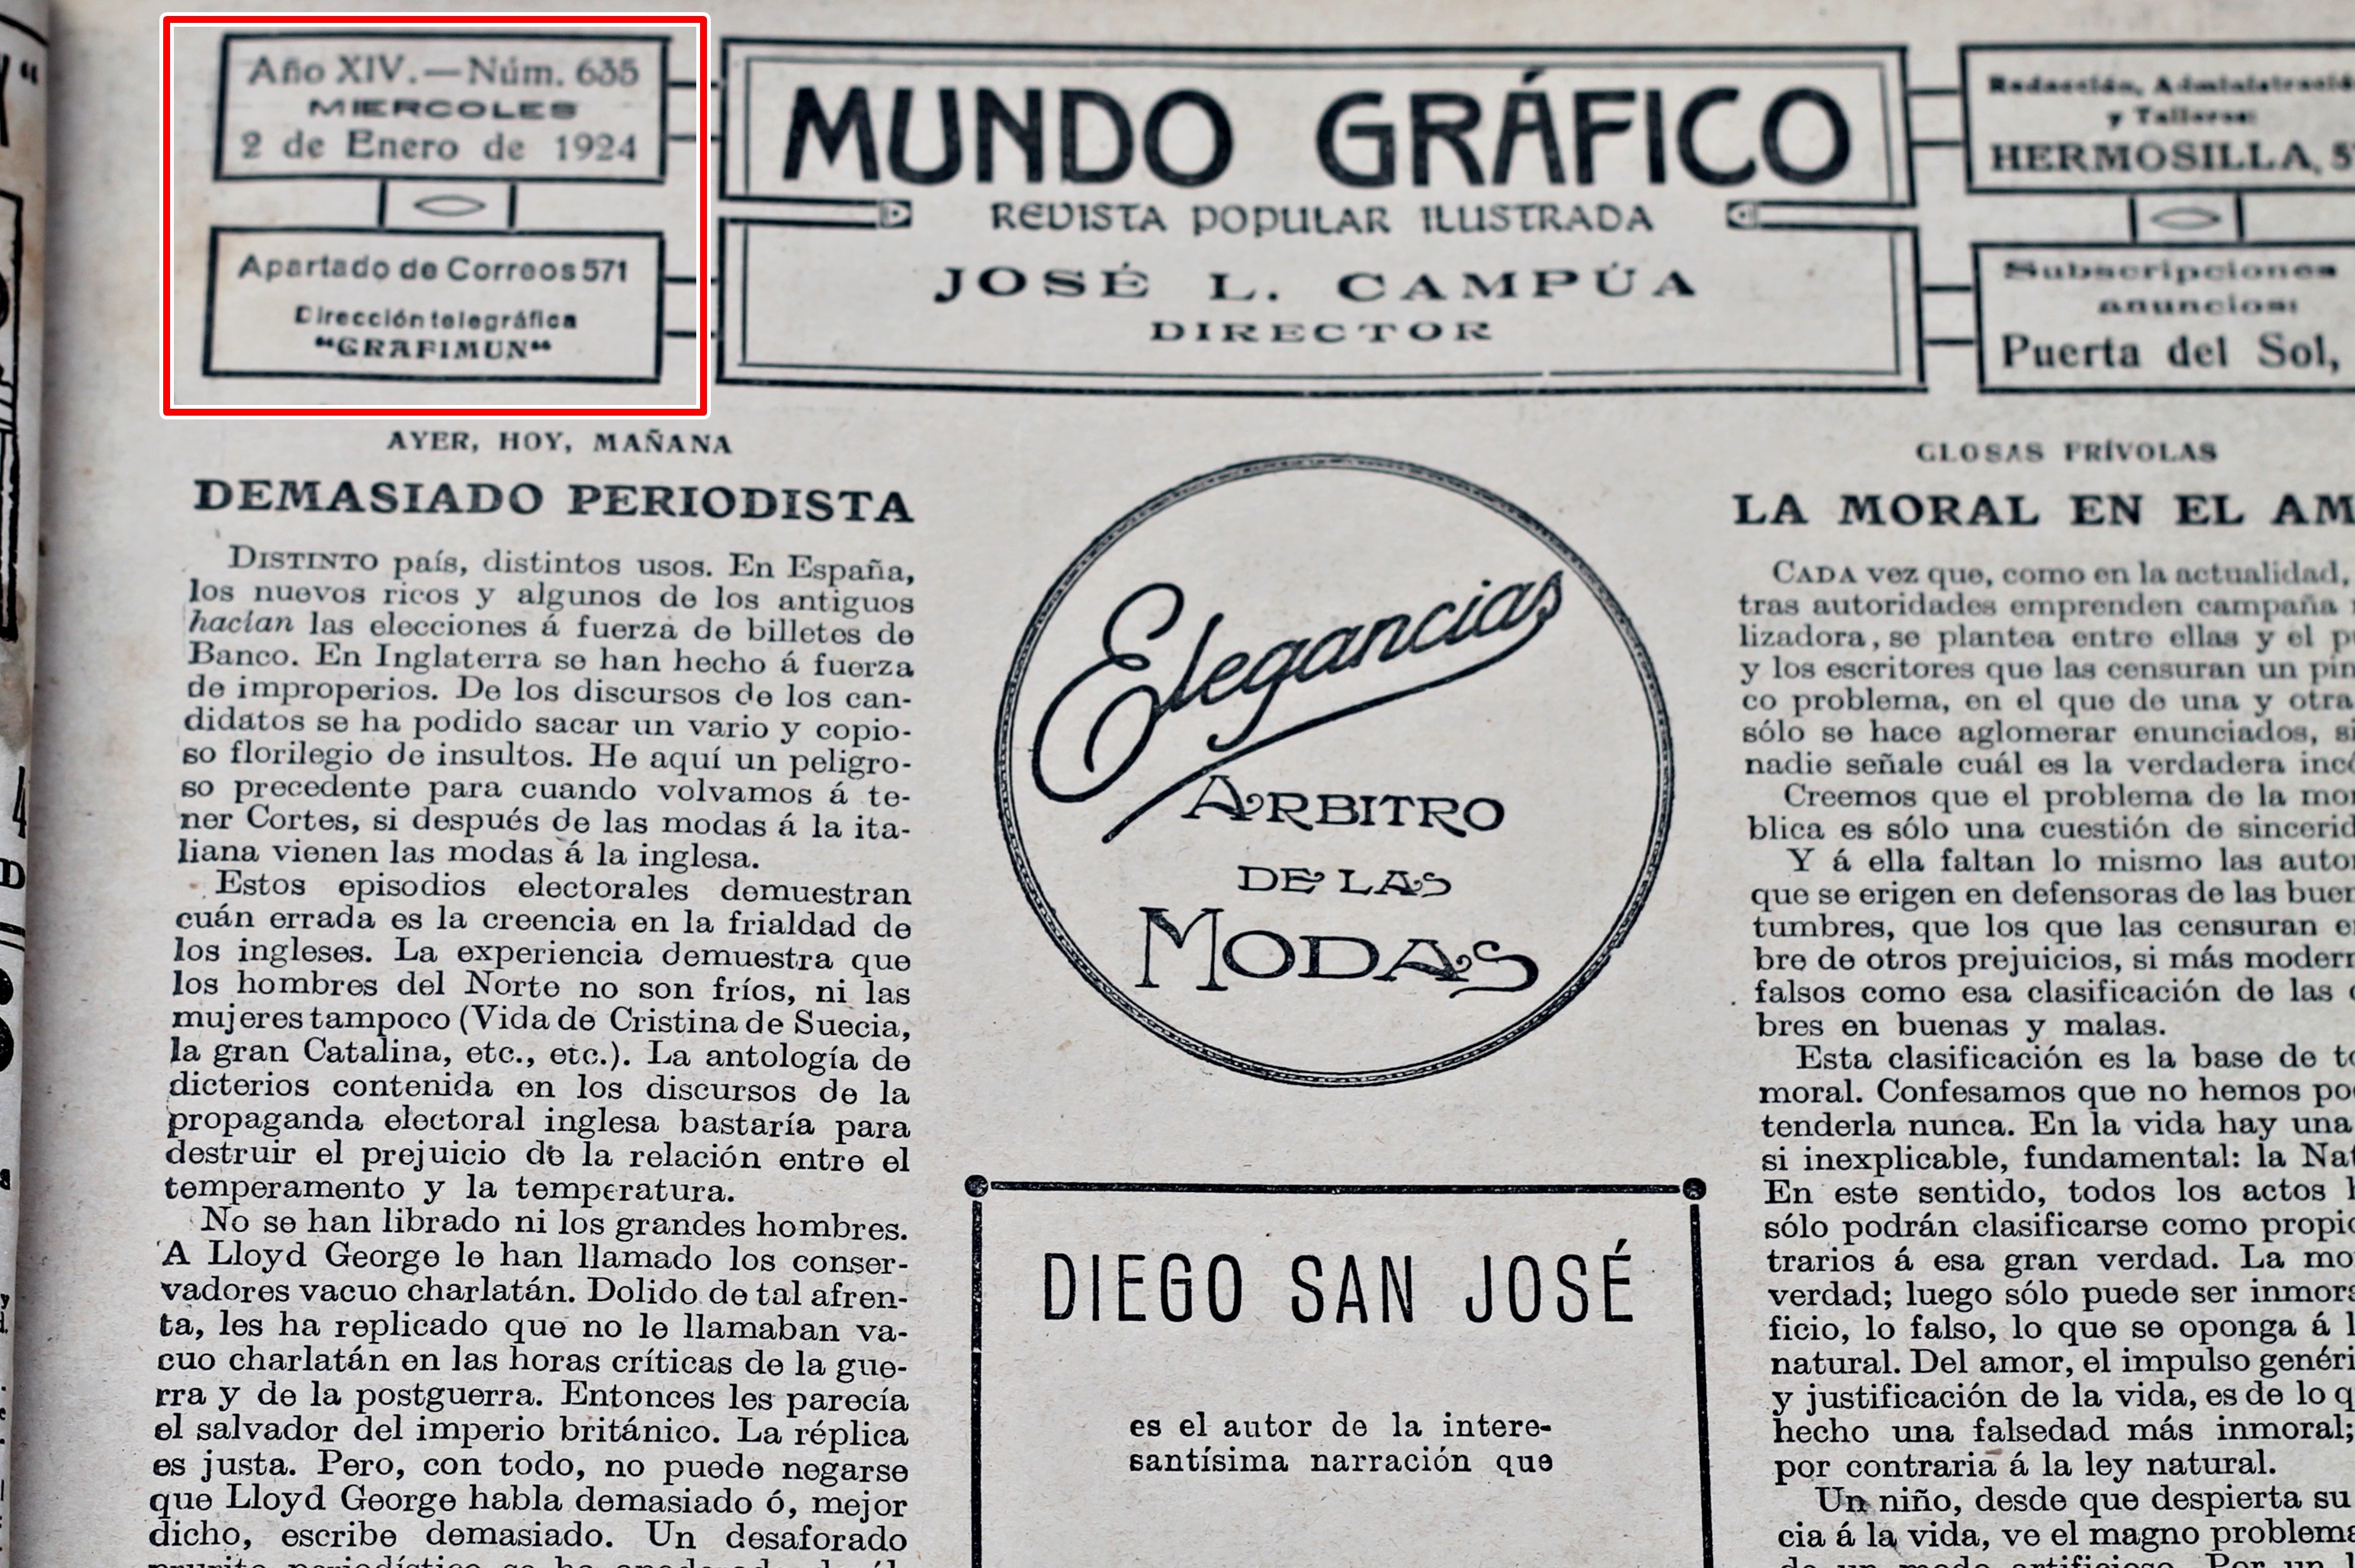 Año XIV.—Núm. 635
MIERCOLES
2 de Enero de 1924
Apartado de Correos 571
Dirección telegráfica
“GRAFIMUN“
MUNDO GRÁFICO
REVISTA POPULAR ILUSTRADA
JOSÉ L. CAMPÚA
DIRECTOR
Redacción, Administració
y Talleres:
HERMOSILLA, 5
Subscripciones
anuncios:
Puerta del Sol,
AYER, HOY, MAÑANA
DEMASIADO PERIODISTA
DISTINTO país, distintos usos. En España,
los nuevos ricos y algunos de los antiguos
hacían las elecciones á fuerza de billetes de
Banco. En Inglaterra se han hecho á fuerza
de improperios. De los discursos de los can-
didatos se ha podido sacar un vario y copio-
so florilegio de insultos. He aquí un peligro-
so precedente para cuando volvamos á te-
ner Cortes, si después de las modas á la ita-
liana vienen las modas á la inglesa.
Estos episodios electorales demuestran
cuán errada es la creencia en la frialdad de
los ingleses. La experiencia demuestra que
los hombres del Norte no son fríos, ni las
mujeres tampoco (Vida de Cristina de Suecia,
la gran Catalina, etc., etc.). La antología de
dicterios contenida en los discursos de la
propaganda electoral inglesa bastaría para
destruir el prejuicio de la relación entre el
temperamento y la temperatura.
No se han librado ni los grandes hombres.
A Lloyd George le han llamado los conser-
vadores vacuo charlatán. Dolido de tal afren-
ta, les ha replicado que no le llamaban va-
cuo charlatán en las horas críticas de la gue-
rra y de la postguerra. Entonces les parecía
el salvador del imperio británico. La réplica
es justa. Pero, con todo, no puede negarse
que Lloyd George habla demasiado ó, mejor
dicho, escribe demasiado. Un desaforado
Elegancias
ARBITRO
DE LAS
MODAS
DIEGO SAN JOSÉ
es el autor de la intere-
santísima narración que
GLOSAS FRÍVOLAS
LA MORAL EN EL AM
CADA vez que, como en la actualidad,
tras autoridades emprenden campaña
lizadora, se plantea entre ellas y el p
y los escritores que las censuran un pin
co problema, en el que de una y otra
sólo se hace aglomerar enunciados, si
nadie señale cuál es la verdadera incó
Creemos que el problema de la mor
blica es sólo una cuestión de sincerid
Y á ella faltan lo mismo las autor
que se erigen en defensoras de las buen
tumbres, que los que las censuran e
bre de otros prejuicios, si más modern
falsos como esa clasificación de las
bres en buenas y malas.
Esta clasificación es la base de to
moral. Confesamos que no hemos po
tenderla nunca. En la vida hay una
si inexplicable, fundamental: la Nat
En este sentido, todos los actos h
sólo podrán clasificarse como propio
trarios á esa gran verdad. La mo
verdad; luego sólo puede ser inmora
ficio, lo falso, lo que se oponga á l
natural. Del amor, el impulso genéri
y justificación de la vida, es de lo q
hecho una falsedad más inmoral;
por contraria á la ley natural.
Un niño, desde que despierta su
cia á la vida, ve el magno problema